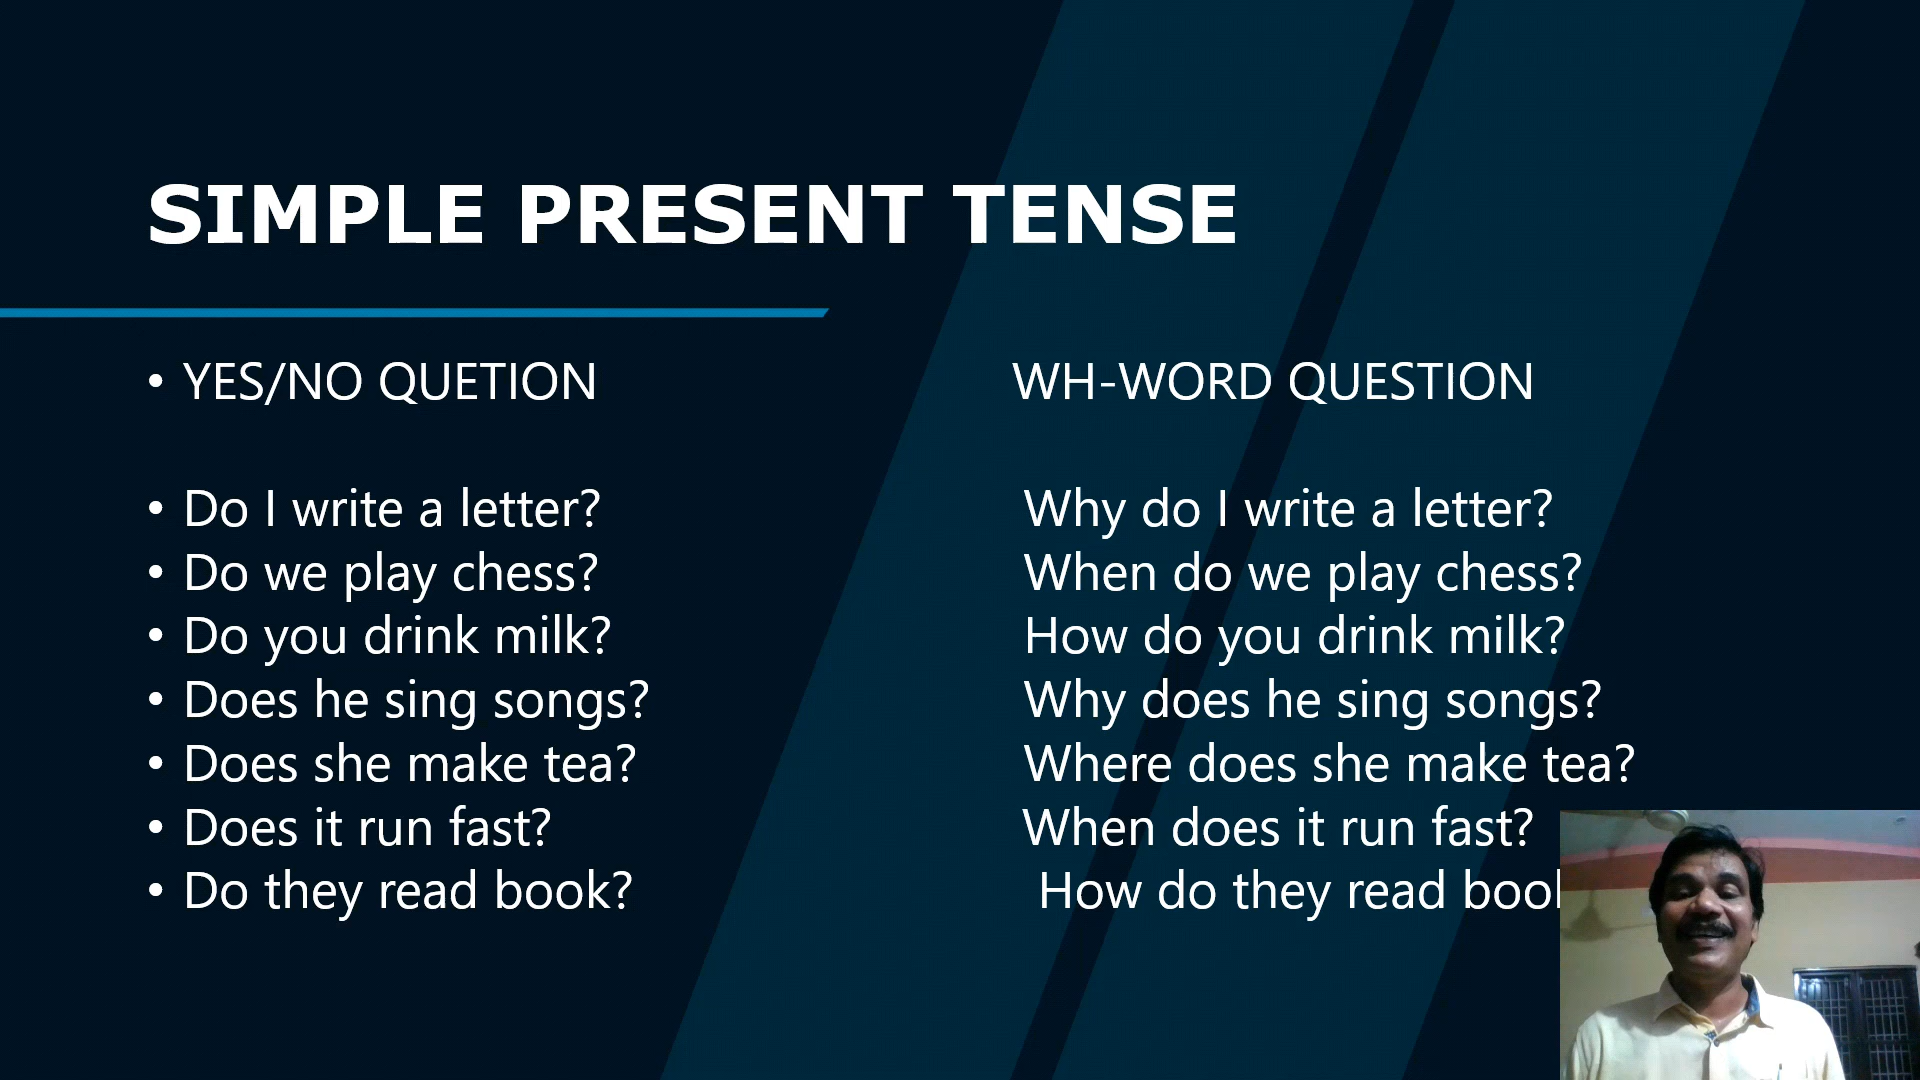 SIMPLE PRESENT TENSE
• YES/NO QUETION WH-WORD QUESTION
• Do I write a letter? Why do I write a letter?
• Do we play chess? When do we play chess?
• Do you drink milk? How do you drink milk?
• Does he sing songs? Why does he sing songs?
• Does she make tea? Where does she make tea?
• Does it run fast? When does it run fast?
• Do they read book? How do they read